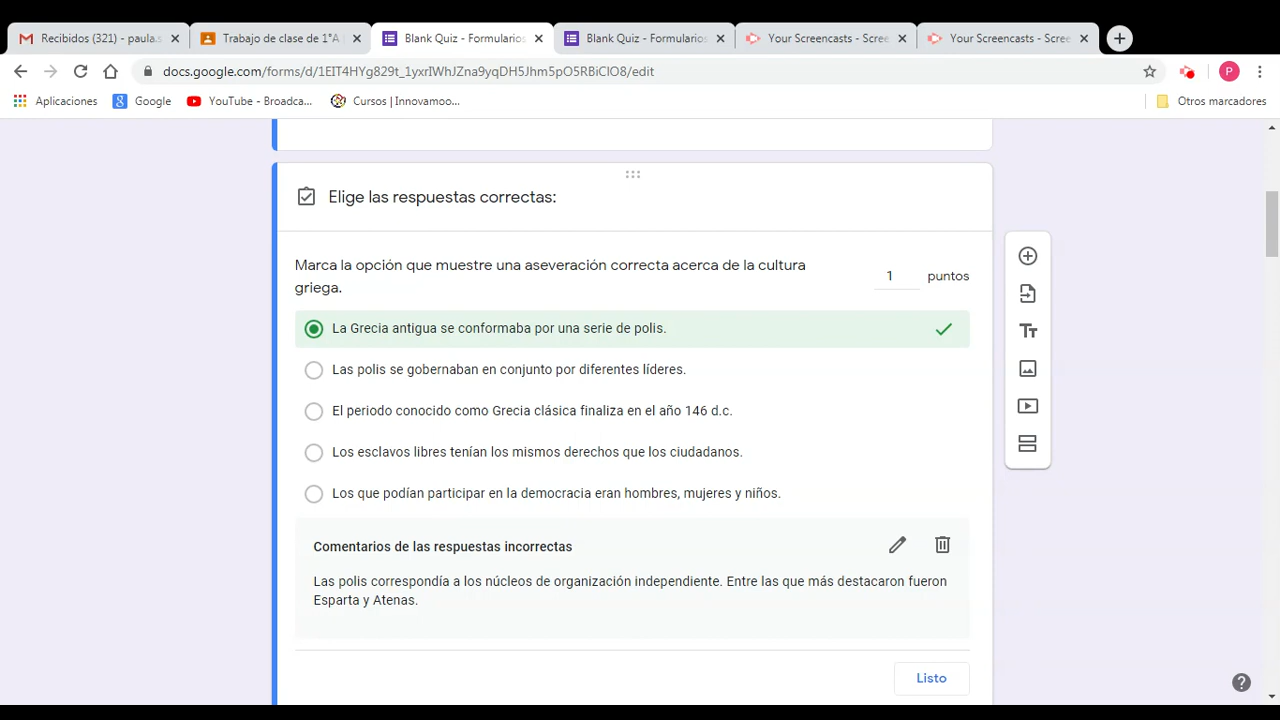 Recibidos (321) - paula.s
Trabajo de clase de 1°A
Blank Quiz - Formularios
Blank Quiz - Formularios
Your Screencasts - Scree
Your Screencasts - Scree
docs.google.com/forms/d/1EIT4HYg829t_1yxrIWhJZna9yqDH5Jhm5pO5RBiClO8/edit
P
Aplicaciones
Google
YouTube - Broadca...
Cursos | Innovamoo...
Otros marcadores
Elige las respuestas correctas:
Marca la opción que muestre una aseveración correcta acerca de la cultura
griega.
1 puntos
La Grecia antigua se conformaba por una serie de polis.
Las polis se gobernaban en conjunto por diferentes líderes.
El periodo conocido como Grecia clásica finaliza en el año 146 d.c.
Los esclavos libres tenían los mismos derechos que los ciudadanos.
Los que podían participar en la democracia eran hombres, mujeres y niños.
Comentarios de las respuestas incorrectas
Las polis correspondía a los núcleos de organización independiente. Entre las que más destacaron fueron
Esparta y Atenas.
Listo